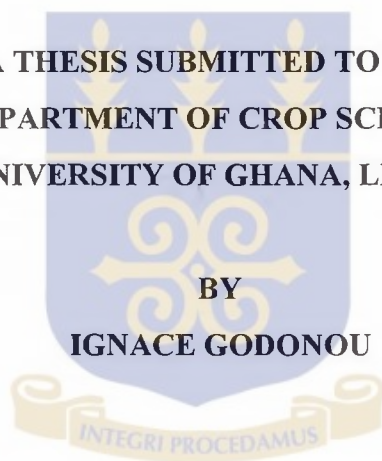 A THESIS SUBMITTED TO
PARTMENT OF CROP SC
NIVERSITY OF GHANA, L
BY
IGNACE GODONOU
INTEGRI PROCEDAMUS